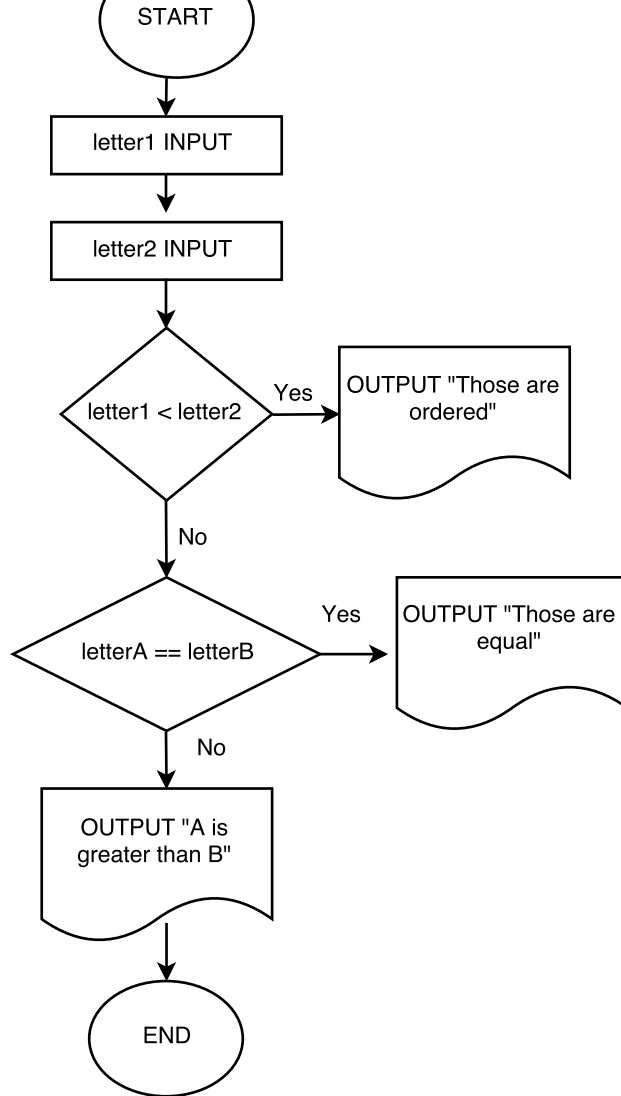 START
letter1 INPUT
letter2 INPUT
letter1 < letter2
Yes
OUTPUT "Those are
ordered"
No
letterA == letterB
Yes
OUTPUT "Those are
equal"
No
OUTPUT "A is
greater than B"
END